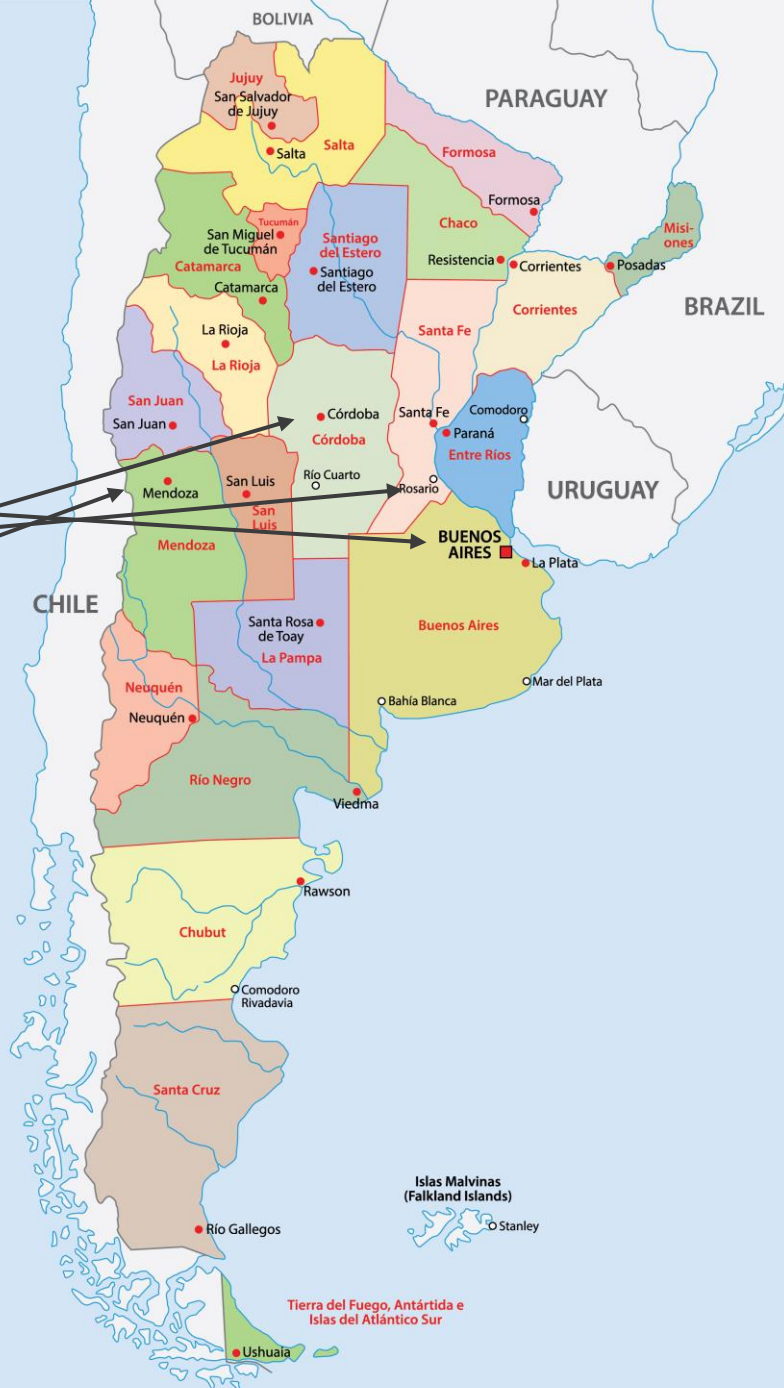 BOLIVIA
Jujuy
San Salvador
de Jujuy
PARAGUAY
Salta
Salta
Formosa
Formosa
Chaco
Tucumán
San Miguel
de Tucumán
Santiago
del Estero
Misi-
ones
Catamarca
Santiago
del Estero
Resistencia
Corrientes
Posadas
Catamarca
Corrientes
BRAZIL
La Rioja
Santa Fe
La Rioja
San Juan
San Juan
Córdoba
Córdoba
Santa Fe
Comodoro
Paraná
Entre Ríos
Mendoza
San Luis
Río Cuarto
Rosario
URUGUAY
San
Luis
Mendoza
BUENOS
AIRES
La Plata
CHILE
Santa Rosa
de Toay
La Pampa
Buenos Aires
Neuquén
Mar del Plata
Bahía Blanca
Neuquén
Río Negro
Viedma
Rawson
Chubut
Comodoro
Rivadavia
Santa Cruz
Islas Malvinas
(Falkland Islands)
Stanley
Río Gallegos
Tierra del Fuego, Antártida e
Islas del Atlántico Sur
Ushuaia